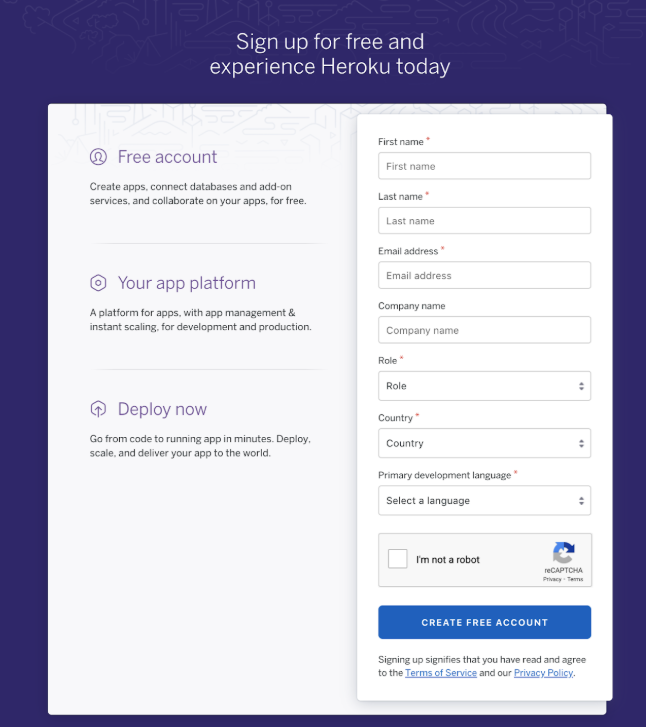 Sign up for free and
experience Heroku today
Free account
Create apps, connect databases and add-on
services, and collaborate on your apps, for free.
Your app platform
A platform for apps, with app management &
instant scaling, for development and production.
Deploy now
Go from code to running app in minutes. Deploy,
scale, and deliver your app to the world.
First name *
First name
Last name *
Last name
Email address *
Email address
Company name
Company name
Role *
Role
Country *
Country
Primary development language *
Select a language
I'm not a robot
reCAPTCHA
Privacy - Terms
CREATE FREE ACCOUNT
Signing up signifies that you have read and agree
to the Terms of Service and our Privacy Policy.